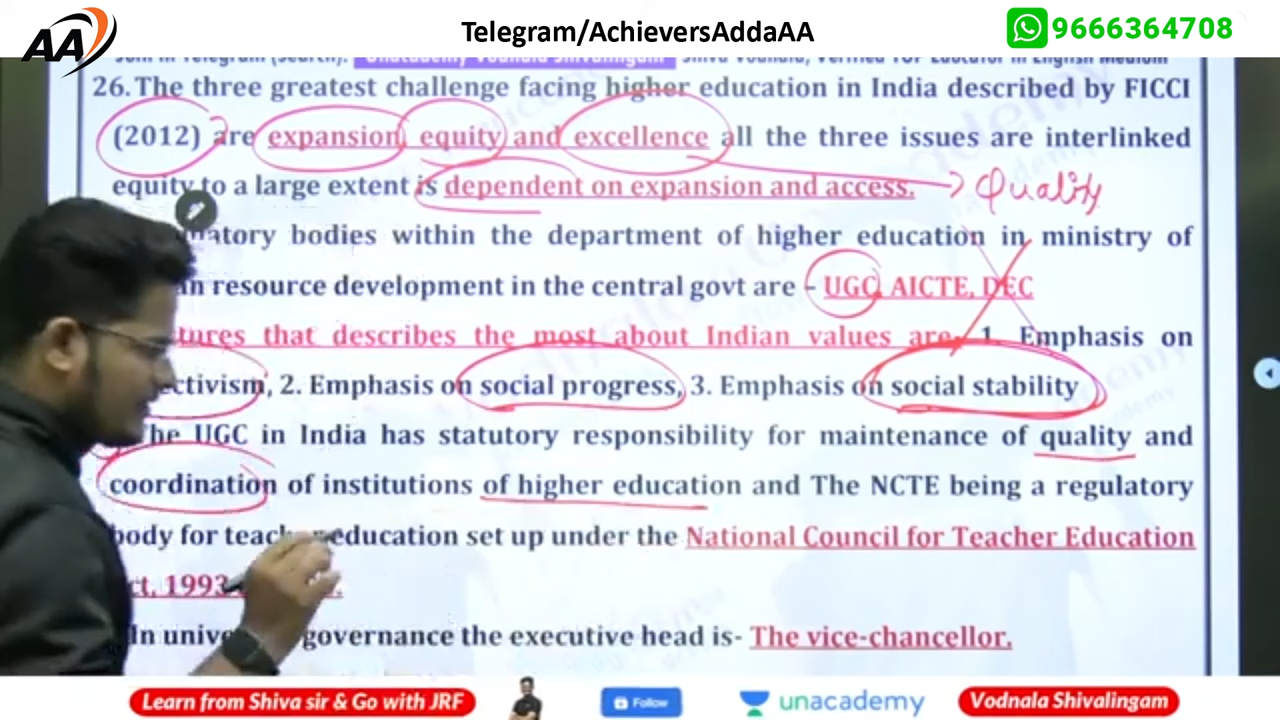 AA
Telegram/AchieversAddaAA
9666364708
26.The three greatest challenge facing higher education in India described by FICCI
(2012) are expansion, equity and excellence all the three issues are interlinked
equity to a large extent is dependent on expansion and access.
Quality
bodies within the department of higher education in ministry of
resource development in the central govt are - UGC, AICTE, DEC
that describes the most about Indian values are- 1. Emphasis on
2. Emphasis on social progress, 3. Emphasis on social stability
The UGC in India has statutory responsibility for maintenance of quality and
coordination of institutions of higher education and The NCTE being a regulatory
body for education set up under the National Council for Teacher Education
1993
In governance the executive head is- The vice-chancellor.
Learn from Shiva sir & Go with JRF
Follow
unacademy
Vodnala Shivalingam